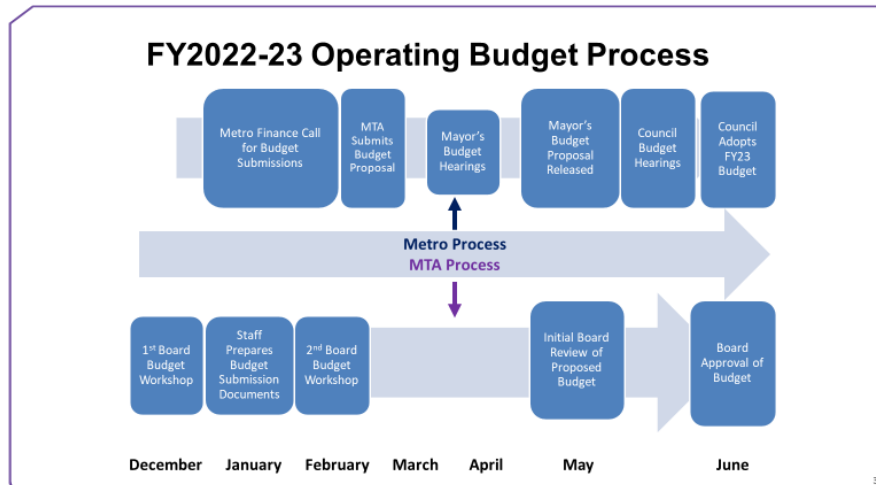 FY2022-23 Operating Budget Process
Metro Finance Call
for Budget
Submissions
MTA
Submits
Budget
Proposal
Mayor's
Budget
Hearings
Mayor's
Budget
Proposal
Released
Council
Budget
Hearings
Council
Adopts
FY23
Budget
Metro Process
MTA Process
1st Board
Budget
Workshop
Staff
Prepares
Budget
Submission
Documents
2nd Board
Budget
Workshop
Initial Board
Review of
Proposed
Budget
Board
Approval of
Budget
December January February March April May June
3